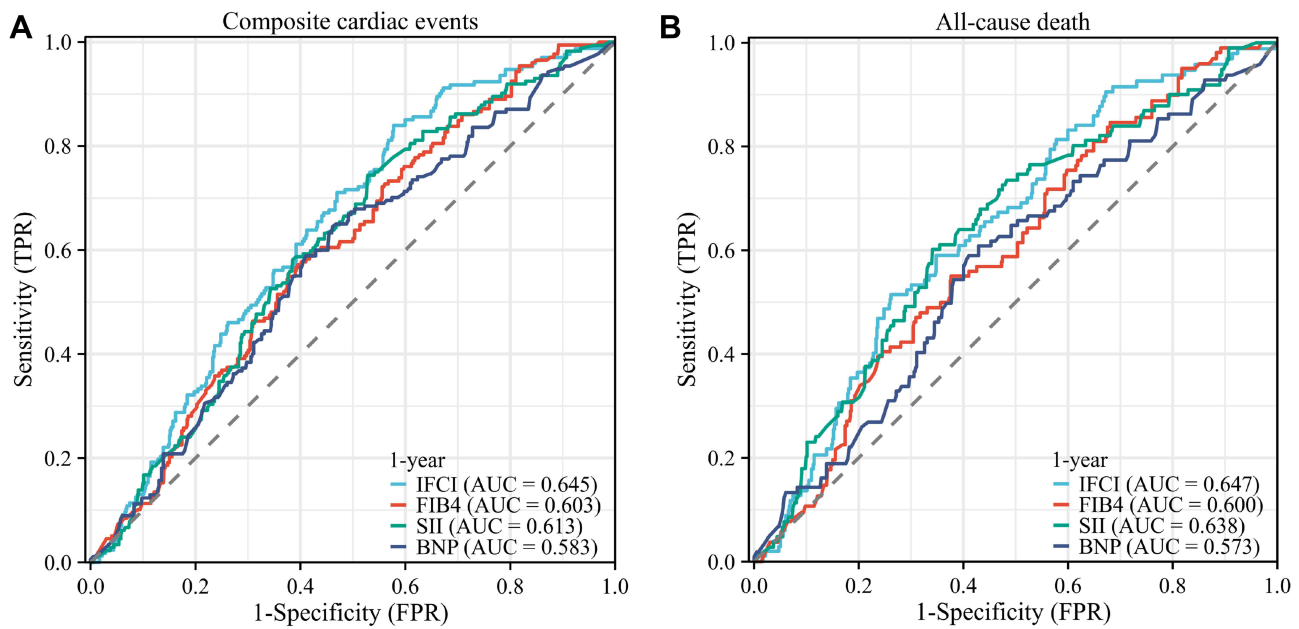 A
Composite cardiac events
1.0
0.8
0.6
0.4
0.2
0.0
Sensitivity (TPR)
1-year
IFCI (AUC = 0.645)
FIB4 (AUC = 0.603)
SII (AUC = 0.613)
BNP (AUC = 0.583)
0.0 0.2 0.4 0.6 0.8 1.0
1-Specificity (FPR)
B
All-cause death
1.0
0.8
0.6
0.4
0.2
0.0
Sensitivity (TPR)
1-year
IFCI (AUC = 0.647)
FIB4 (AUC = 0.600)
SII (AUC = 0.638)
BNP (AUC = 0.573)
0.0 0.2 0.4 0.6 0.8 1.0
1-Specificity (FPR)